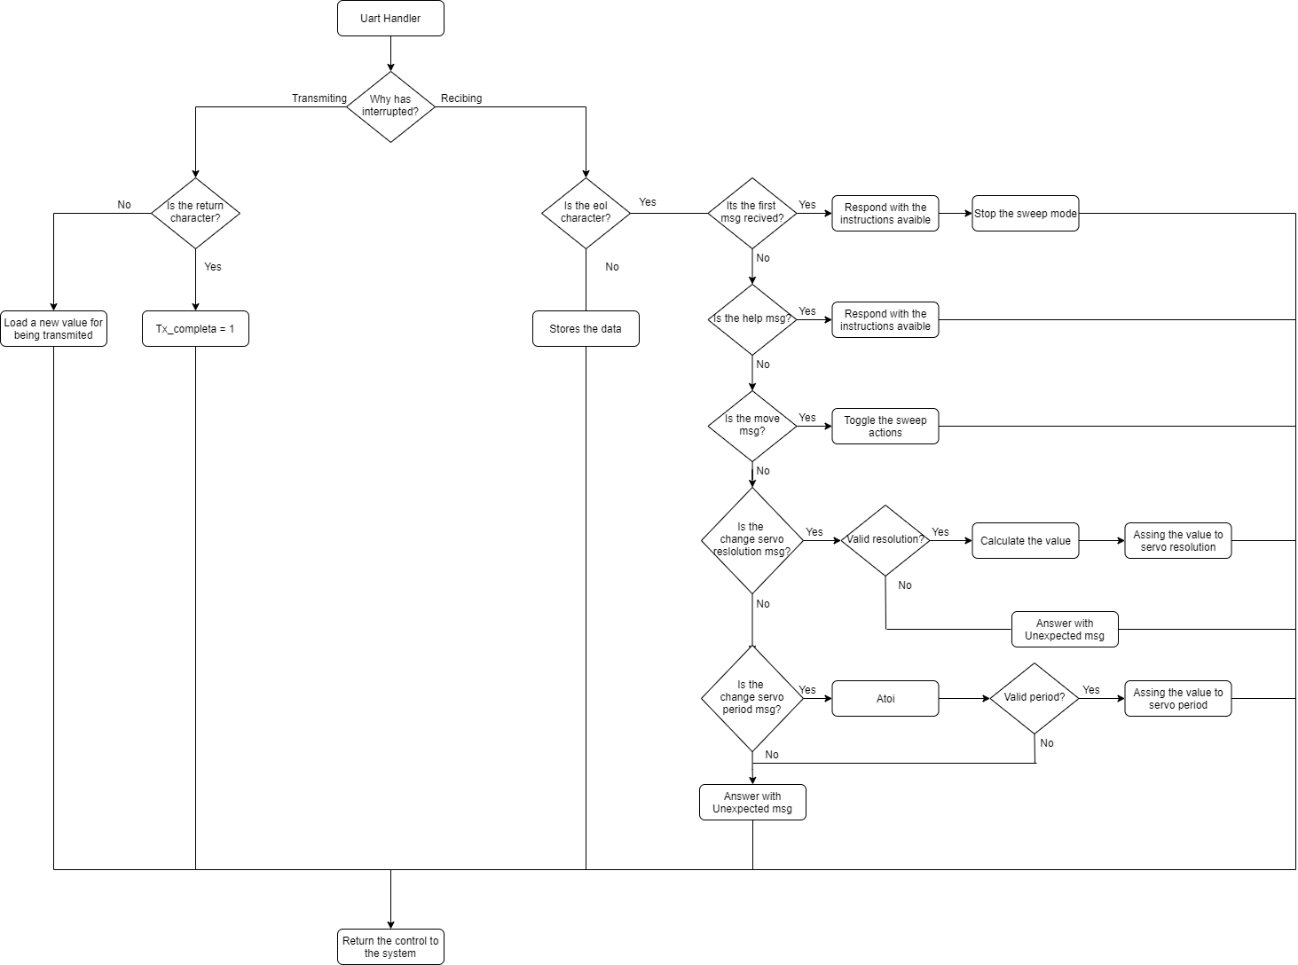 Uart Handler
Transmiting
Why has
interrupted?
Recibing
No
Is the return
character?
Is the eol
character?
Yes
Its the first
msg recived?
Yes
Respond with the
instructions avaible
Stop the sweep mode
Yes
No
No
Load a new value for
being transmited
Tx_completa = 1
Stores the data
Is the help msg?
Yes
Respond with the
instructions avaible
No
Is the move
msg?
Yes
Toggle the sweep
actions
No
Is the
change servo
reslolution msg?
Yes
Valid resolution?
Yes
Calculate the value
Assing the value to
servo resolution
No
No
Answer with
Unexpected msg
Is the
change servo
period msg?
Yes
Atoi
Valid period?
Yes
Assing the value to
servo period
No
No
Answer with
Unexpected msg
Return the control to
the system